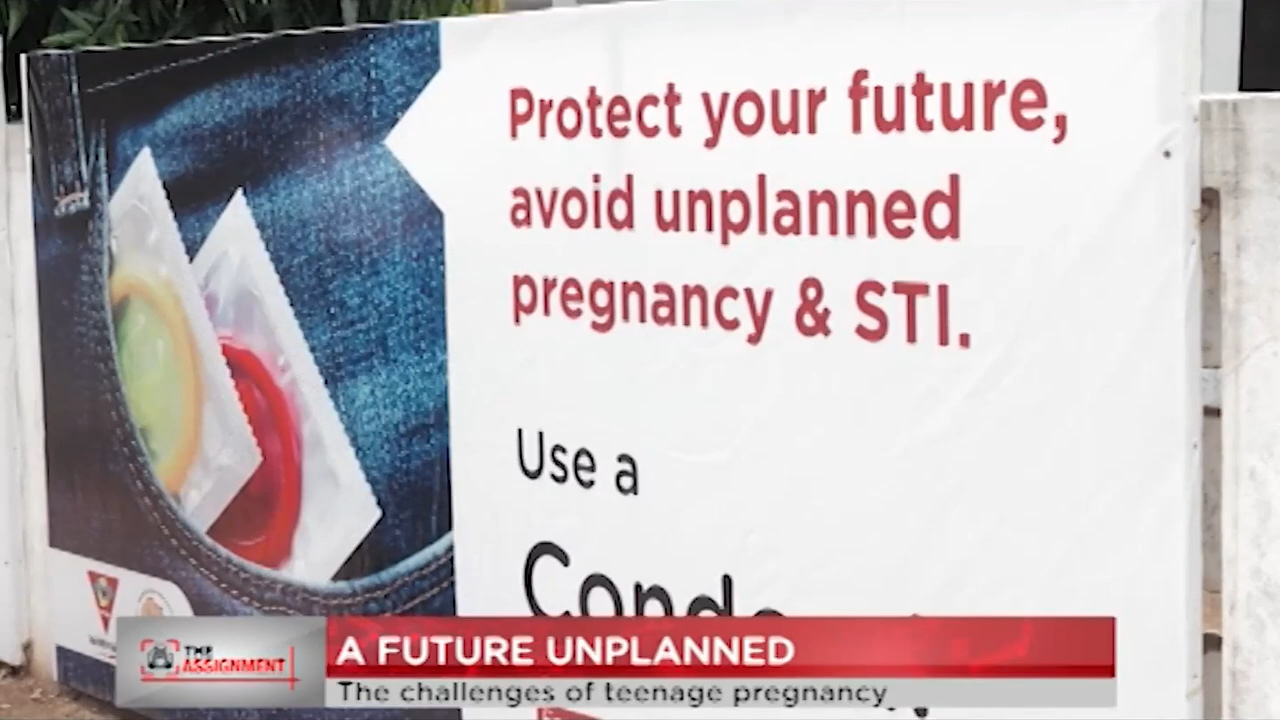 Protect your future,
avoid unplanned
pregnancy & STI.
Use a
THE
ASSIGNMENT
A FUTURE UNPLANNED
The challenges of teenage pregnancy